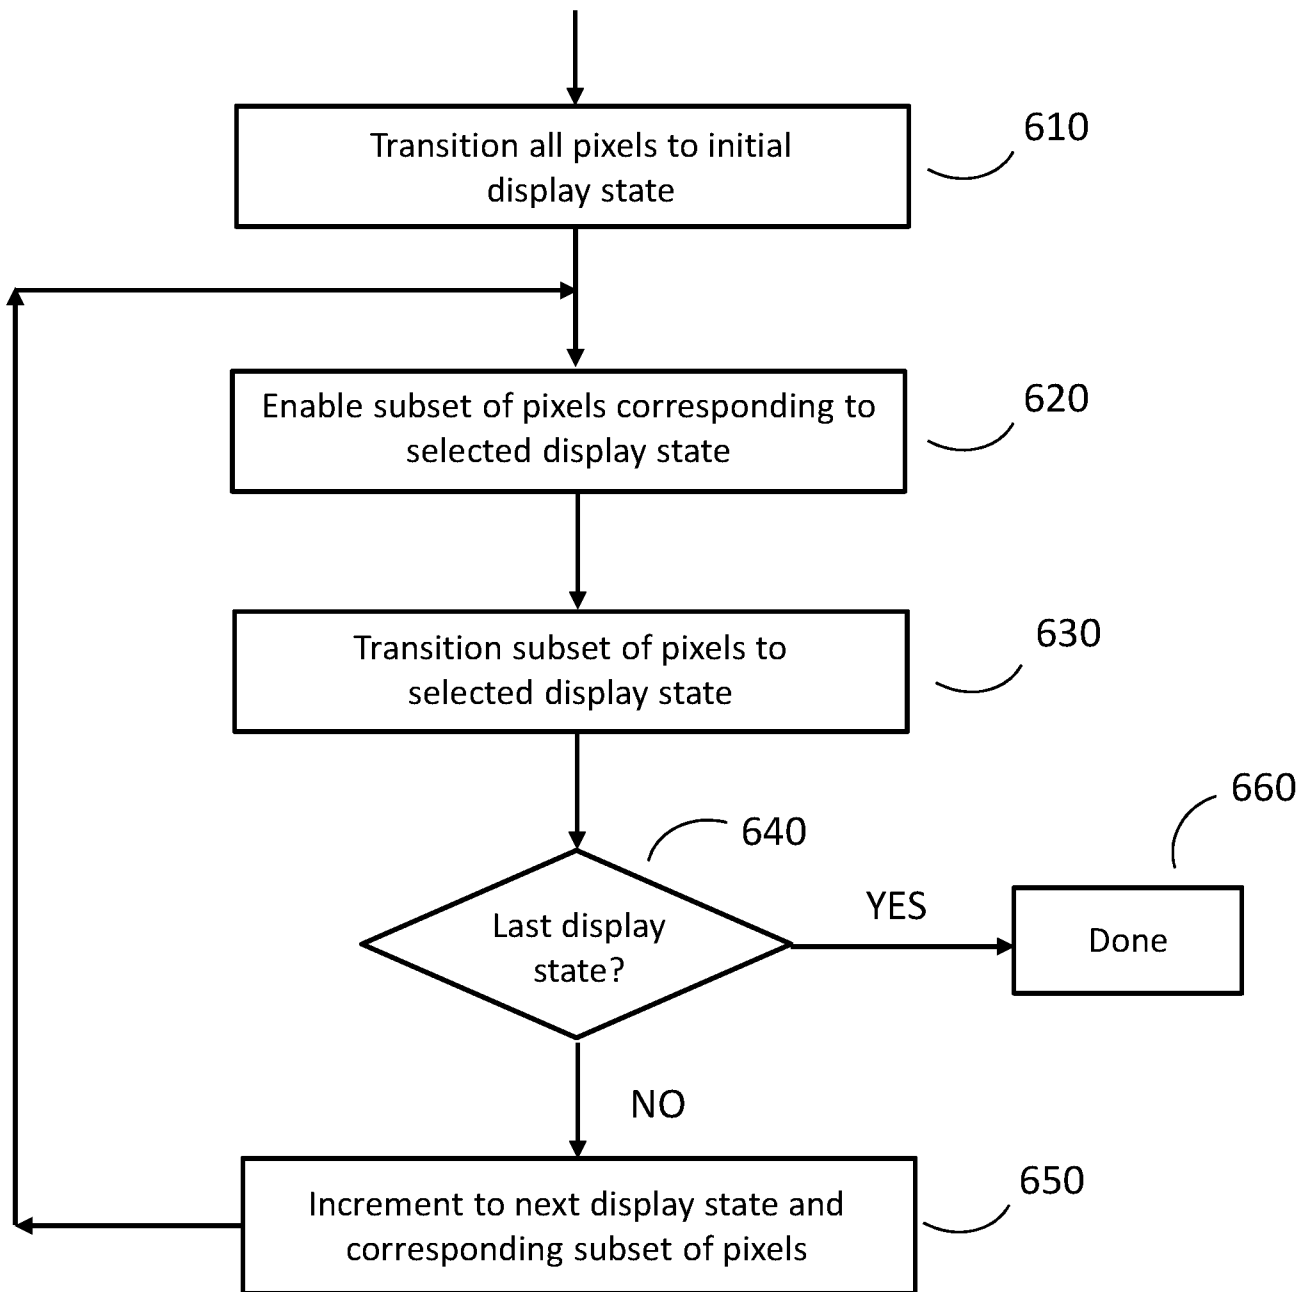 Transition all pixels to initial
display state
610
Enable subset of pixels corresponding to
selected display state
620
Transition subset of pixels to
selected display state
630
640
Last display
state?
YES
660
Done
NO
Increment to next display state and
corresponding subset of pixels
650